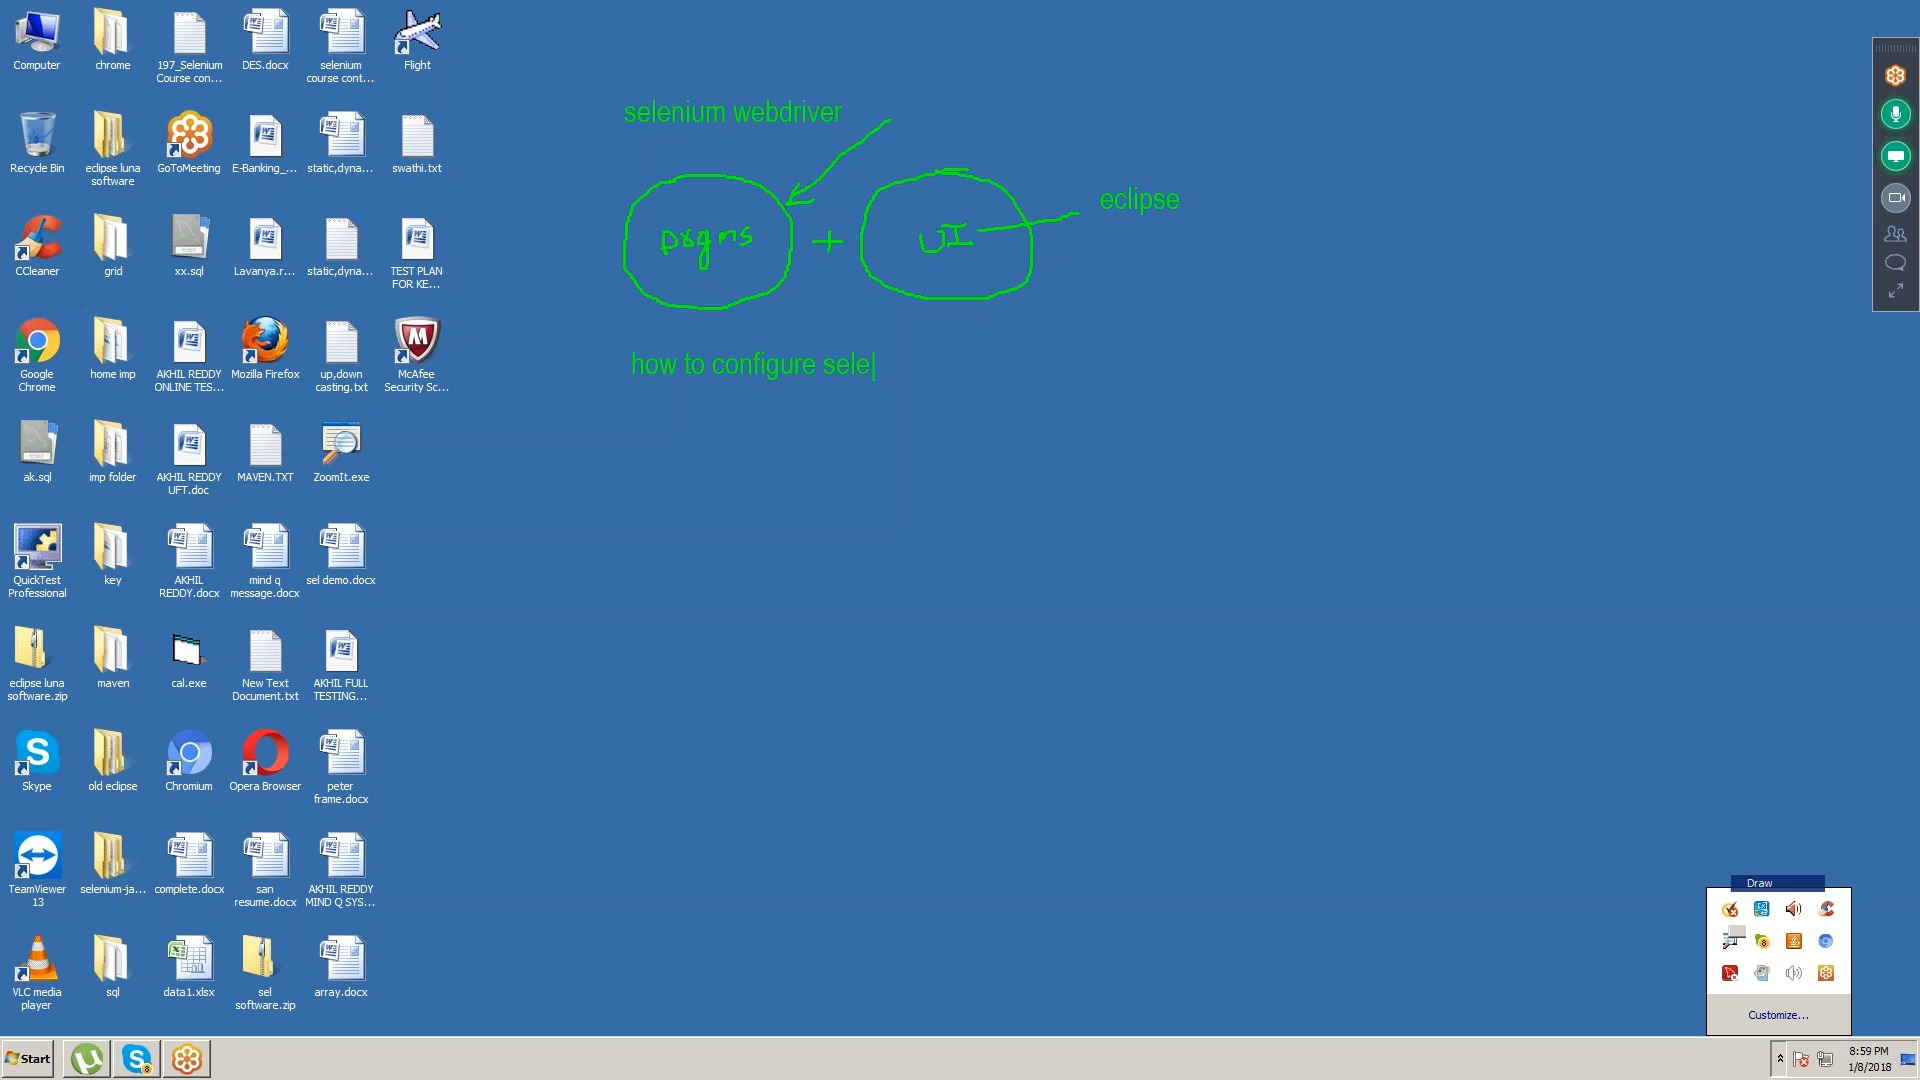 Computer
chrome
197_Selenium
Course con...
DES.docx
selenium
course cont...
Flight
Recycle Bin
eclipse luna
software
GoToMeeting
E-Banking_...
static,dyna...
swathi.txt
CCleaner
grid
xx.sql
Lavanya.r...
static,dyna...
TEST PLAN
FOR KE...
Google
Chrome
home imp
AKHIL REDDY
ONLINE TES...
Mozilla Firefox
up,down
casting.txt
McAfee
Security Sc...
ak.sql
imp folder
AKHIL REDDY
UFT.doc
MAVEN.TXT
ZoomIt.exe
QuickTest
Professional
key
AKHIL
REDDY.docx
mind q
message.docx
sel demo.docx
eclipse luna
software.zip
maven
cal.exe
New Text
Document.txt
AKHIL FULL
TESTING...
Skype
old eclipse
Chromium
Opera Browser
peter
frame.docx
TeamViewer
13
selenium-ja...
complete.docx
san
resume.docx
AKHIL REDDY
MIND Q SYS...
VLC media
player
sql
data1.xlsx
sel
software.zip
array.docx
selenium webdriver
prgms + UI
eclipse
how to configure sele
Draw
Customize...
Start
8:59 PM
1/8/2018